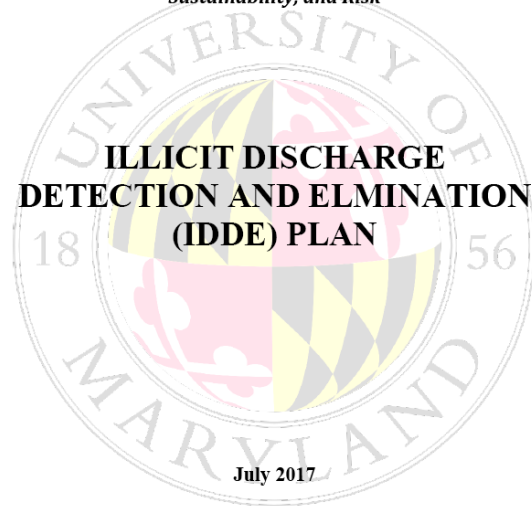 Sustainability, and Risk
UNIVERSITY OF
ILLICIT DISCHARGE
DETECTION AND ELMINATION
(IDDE) PLAN
18 56
MARYLAND
July 2017